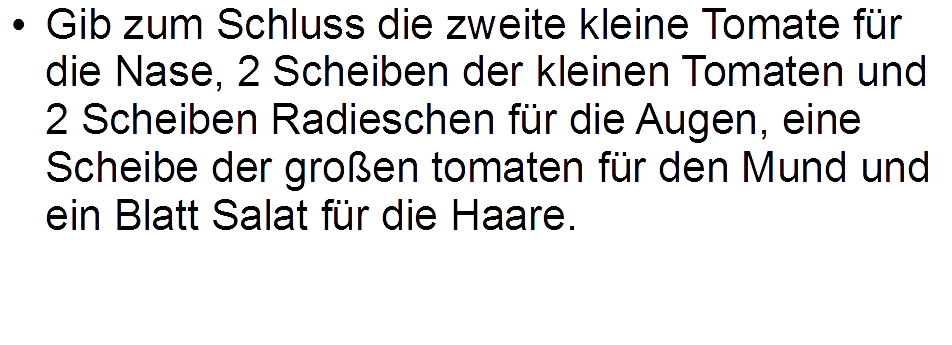 • Gib zum Schluss die zweite kleine Tomate für
die Nase, 2 Scheiben der kleinen Tomaten und
2 Scheiben Radieschen für die Augen, eine
Scheibe der großen tomaten für den Mund und
ein Blatt Salat für die Haare.